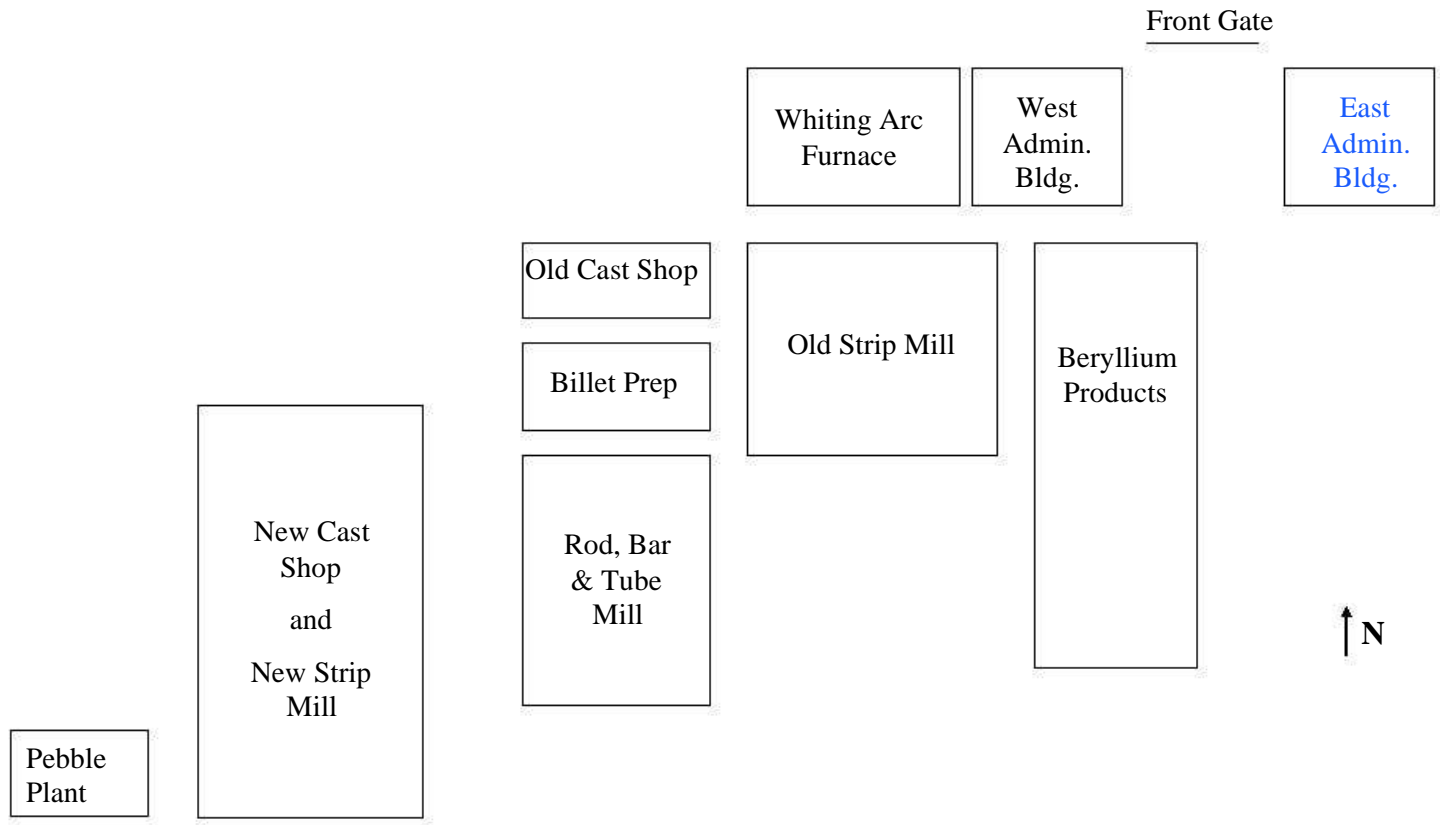 Front Gate
Whiting Arc
Furnace
West
Admin.
Bldg.
East
Admin.
Bldg.
Old Cast Shop
Old Strip Mill
Beryllium
Products
Billet Prep
New Cast
Shop
and
New Strip
Mill
Rod, Bar
& Tube
Mill
N
Pebble
Plant